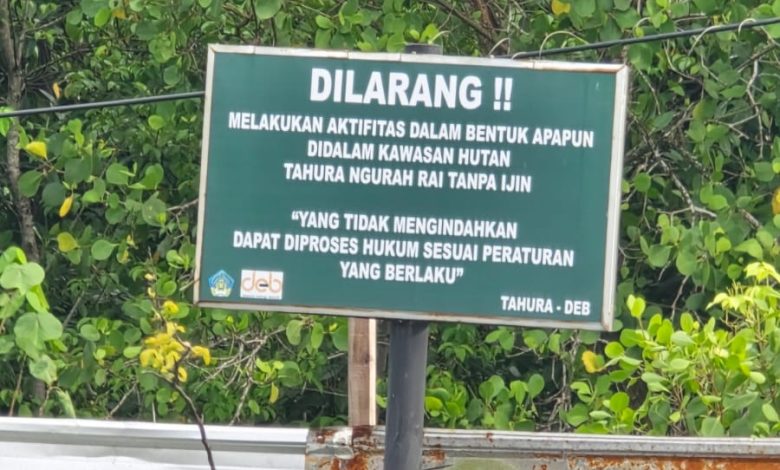 DILARANG !!
MELAKUKAN AKTIFITAS DALAM BENTUK APAPUN
DIDALAM KAWASAN HUTAN
TAHURA NGURAH RAI TANPA IJIN
"YANG TIDAK MENGINDAHKAN
DAPAT DIPROSES HUKUM SESUAI PERATURAN
YANG BERLAKU"
deb
TAHURA - DEB